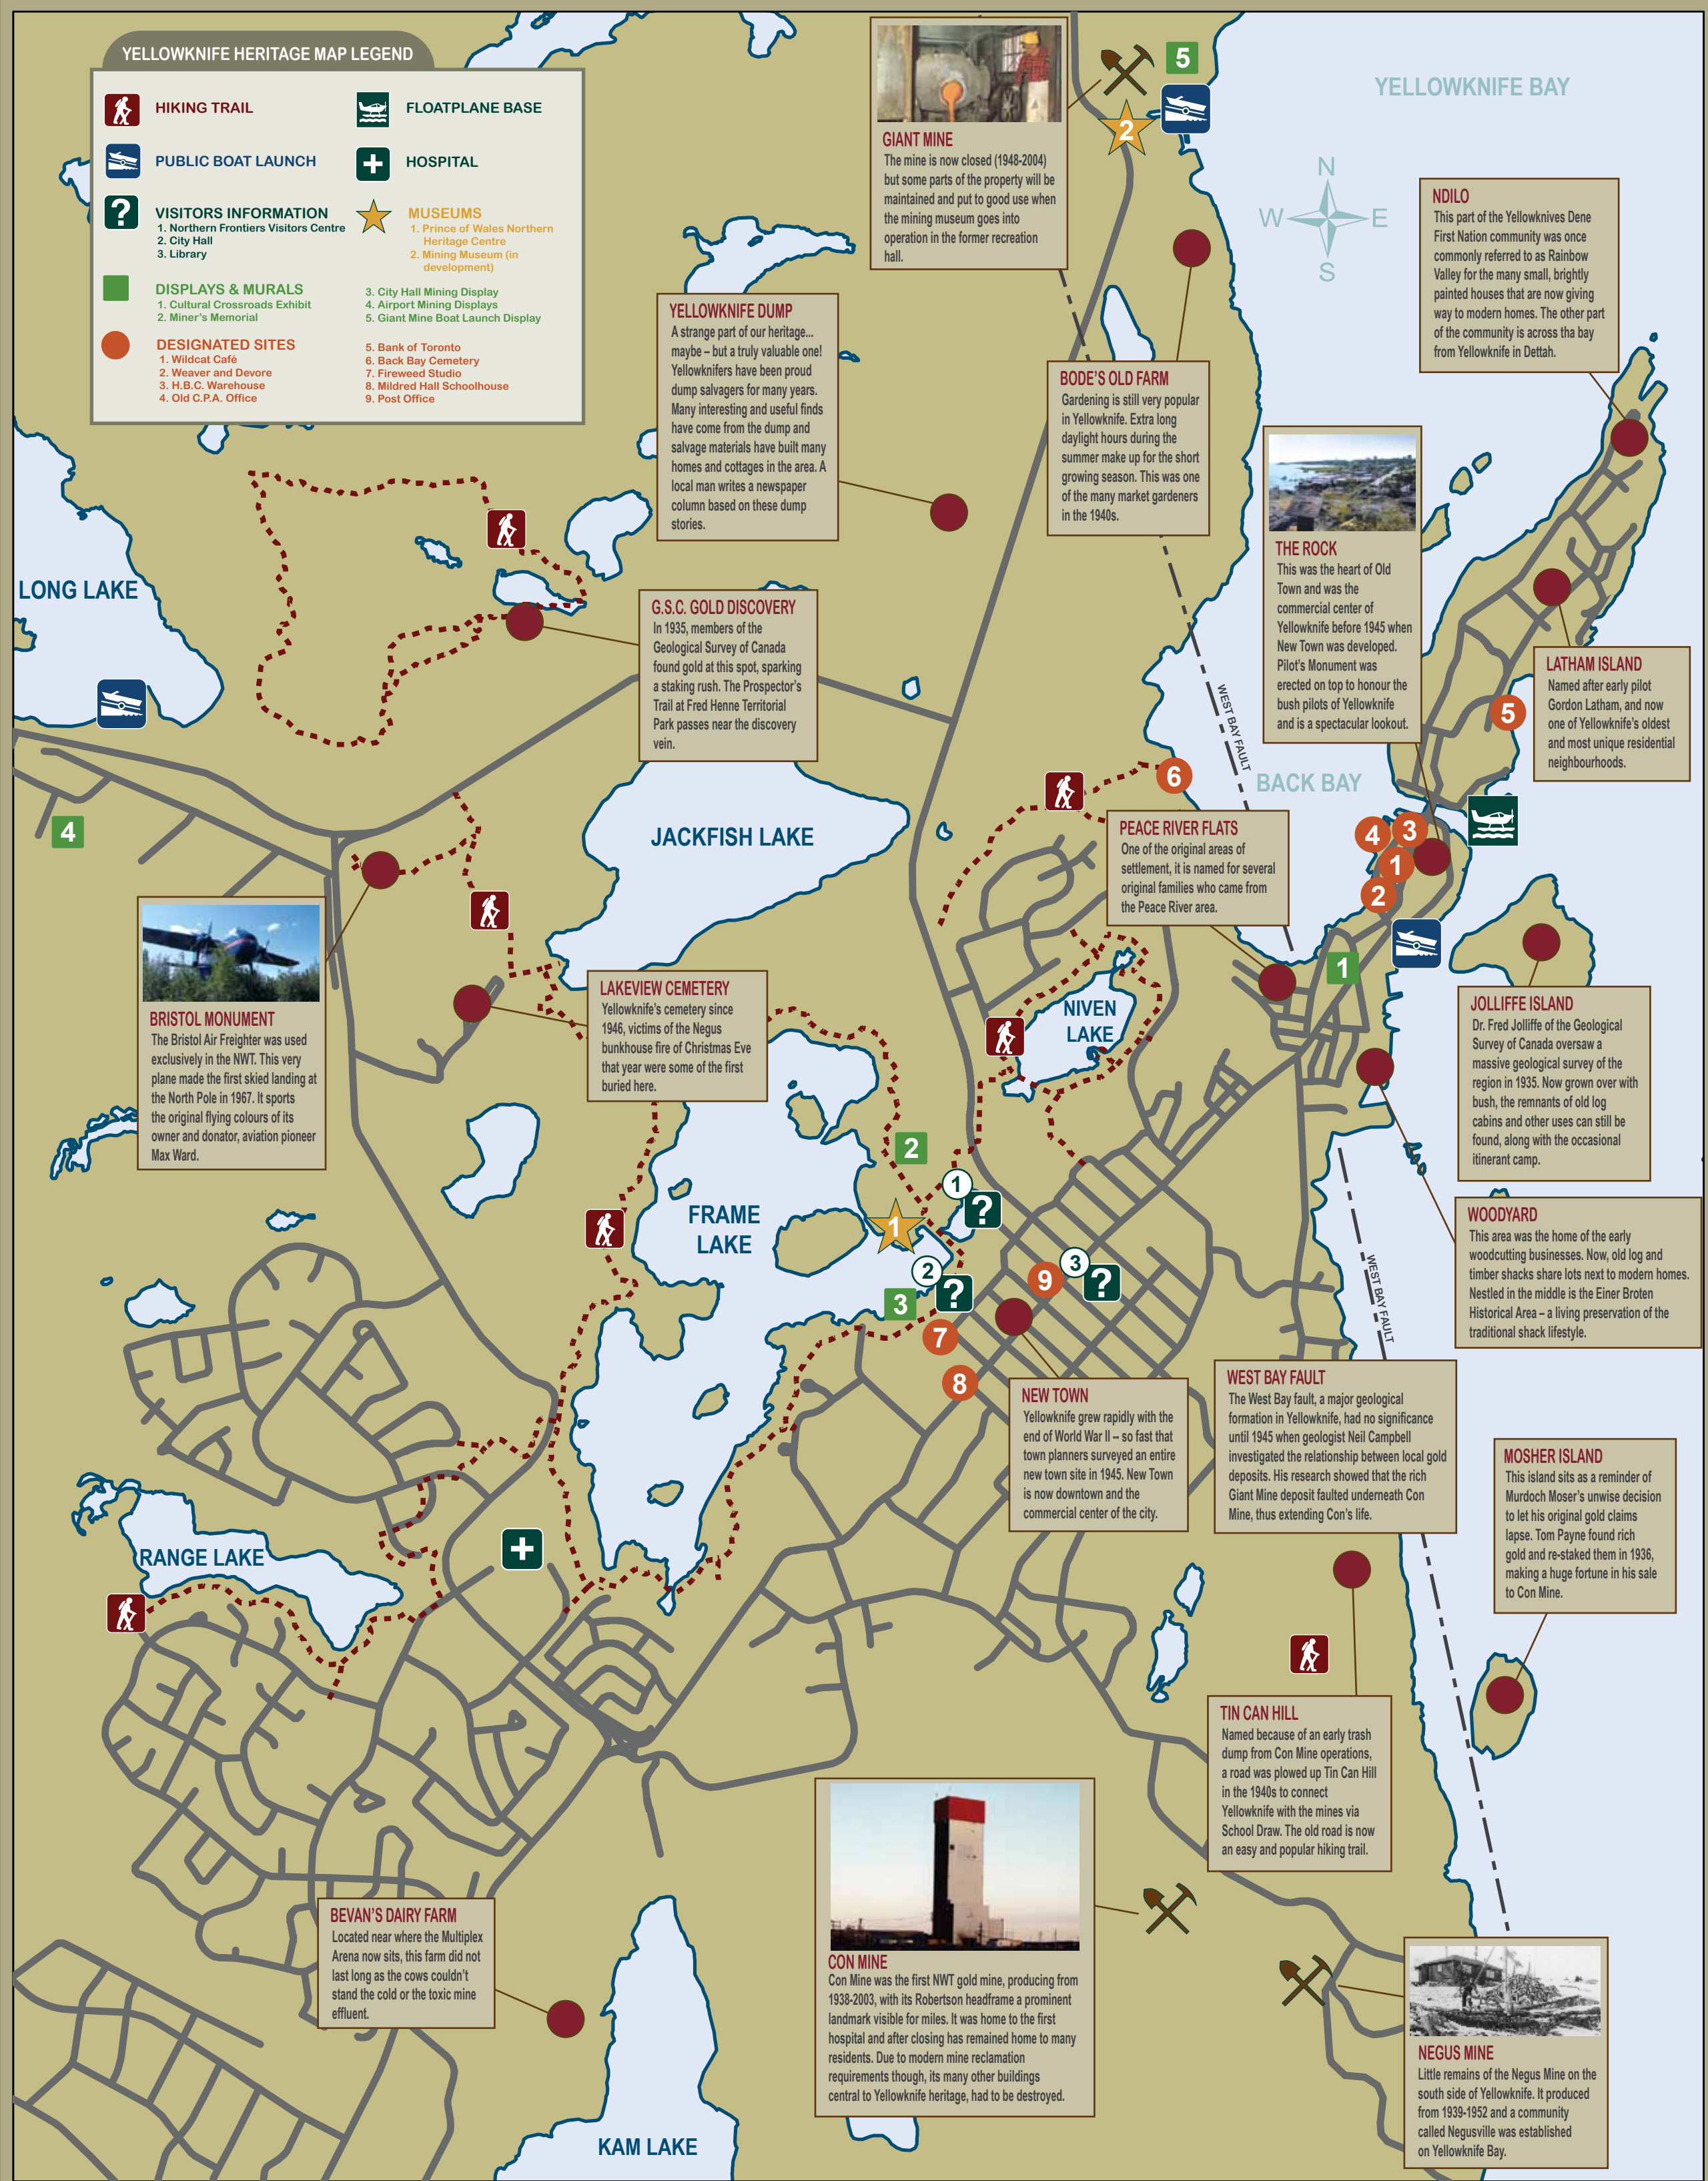 YELLOWKNIFE HERITAGE MAP LEGEND
HIKING TRAIL
PUBLIC BOAT LAUNCH
VISITORS INFORMATION
1. Northern Frontiers Visitors Centre
2. City Hall
3. Library
DISPLAYS & MURALS
1. Cultural Crossroads Exhibit
2. Miner's Memorial
DESIGNATED SITES
1. Wildcat Café
2. Weaver and Devore
3. H.B.C. Warehouse
4. Old C.P.A. Office
FLOATPLANE BASE
HOSPITAL
MUSEUMS
1. Prince of Wales Northern
Heritage Centre
2. Mining Museum (in
development)
3. City Hall Mining Display
4. Airport Mining Displays
5. Giant Mine Boat Launch Display
5. Bank of Toronto
6. Back Bay Cemetery
7. Fireweed Studio
8. Mildred Hall Schoolhouse
9. Post Office
GIANT MINE
The mine is now closed (1948-2004)
but some parts of the property will be
maintained and put to good use when
the mining museum goes into
operation in the former recreation
hall.
5
2
YELLOWKNIFE BAY
N
W E
S
NDILO
This part of the Yellowknives Dene
First Nation community was once
commonly referred to as Rainbow
Valley for the many small, brightly
painted houses that are now giving
way to modern homes. The other part
of the community is across tha bay
from Yellowknife in Dettah.
YELLOWKNIFE DUMP
A strange part of our heritage...
maybe – but a truly valuable one!
Yellowknifers have been proud
dump salvagers for many years.
Many interesting and useful finds
have come from the dump and
salvage materials have built many
homes and cottages in the area. A
local man writes a newspaper
column based on these dump
stories.
BODE'S OLD FARM
Gardening is still very popular
in Yellowknife. Extra long
daylight hours during the
summer make up for the short
growing season. This was one
of the many market gardeners
in the 1940s.
THE ROCK
This was the heart of Old
Town and was the
commercial center of
Yellowknife before 1945 when
New Town was developed.
Pilot's Monument was
erected on top to honour the
bush pilots of Yellowknife
and is a spectacular lookout.
LONG LAKE
G.S.C. GOLD DISCOVERY
In 1935, members of the
Geological Survey of Canada
found gold at this spot, sparking
a staking rush. The Prospector's
Trail at Fred Henne Territorial
Park passes near the discovery
vein.
LATHAM ISLAND
Named after early pilot
Gordon Latham, and now
one of Yellowknife's oldest
and most unique residential
neighbourhoods.
5
WEST BAY FAULT
BACK BAY
6
4
JACKFISH LAKE
PEACE RIVER FLATS
One of the original areas of
settlement, it is named for several
original families who came from
the Peace River area.
4
3
1
2
1
BRISTOL MONUMENT
The Bristol Air Freighter was used
exclusively in the NWT. This very
plane made the first skied landing at
the North Pole in 1967. It sports
the original flying colours of its
owner and donator, aviation pioneer
Max Ward.
LAKEVIEW CEMETERY
Yellowknife's cemetery since
1946, victims of the Negus
bunkhouse fire of Christmas Eve
that year were some of the first
buried here.
NIVEN
LAKE
JOLLIFFE ISLAND
Dr. Fred Jolliffe of the Geological
Survey of Canada oversaw a
massive geological survey of the
region in 1935. Now grown over with
bush, the remnants of old log
cabins and other uses can still be
found, along with the occasional
itinerant camp.
2
1
?
FRAME
LAKE
1
2
?
3
7
8
9
3
?
WOODYARD
This area was the home of the early
woodcutting businesses. Now, old log and
timber shacks share lots next to modern homes.
Nestled in the middle is the Einer Broten
Historical Area – a living preservation of the
traditional shack lifestyle.
WEST BAY FAULT
NEW TOWN
Yellowknife grew rapidly with the
end of World War II – so fast that
town planners surveyed an entire
new town site in 1945. New Town
is now downtown and the
commercial center of the city.
WEST BAY FAULT
The West Bay fault, a major geological
formation in Yellowknife, had no significance
until 1945 when geologist Neil Campbell
investigated the relationship between local gold
deposits. His research showed that the rich
Giant Mine deposit faulted underneath Con
Mine, thus extending Con's life.
MOSHER ISLAND
This island sits as a reminder of
Murdoch Moser's unwise decision
to let his original gold claims
lapse. Tom Payne found rich
gold and re-staked them in 1936,
making a huge fortune in his sale
to Con Mine.
RANGE LAKE
TIN CAN HILL
Named because of an early trash
dump from Con Mine operations,
a road was plowed up Tin Can Hill
in the 1940s to connect
Yellowknife with the mines via
School Draw. The old road is now
an easy and popular hiking trail.
BEVAN'S DAIRY FARM
Located near where the Multiplex
Arena now sits, this farm did not
last long as the cows couldn't
stand the cold or the toxic mine
effluent.
CON MINE
Con Mine was the first NWT gold mine, producing from
1938-2003, with its Robertson headframe a prominent
landmark visible for miles. It was home to the first
hospital and after closing has remained home to many
residents. Due to modern mine reclamation
requirements though, its many other buildings
central to Yellowknife heritage, had to be destroyed.
NEGUS MINE
Little remains of the Negus Mine on the
south side of Yellowknife. It produced
from 1939-1952 and a community
called Negusville was established
on Yellowknife Bay.
KAM LAKE